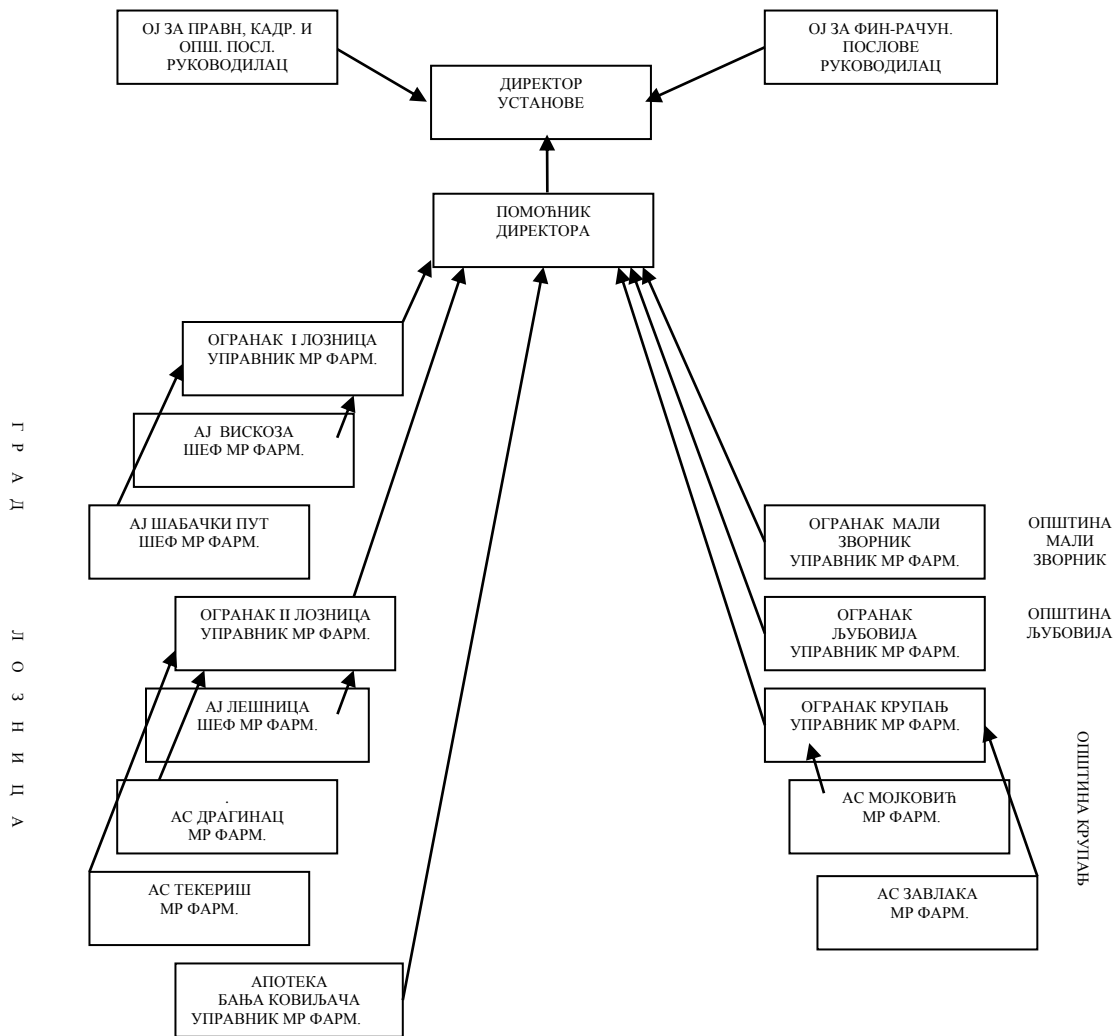 ОЈ ЗА ПРАВН, КАДР. И
ОПШ. ПОСЛ.
РУКОВОДИЛАЦ
ОЈ ЗА ФИН-РАЧУН.
ПОСЛОВЕ
РУКОВОДИЛАЦ
ДИРЕКТОР
УСТАНОВЕ
ПОМОЋНИК
ДИРЕКТОРА
ОГРАНАК I ЛОЗНИЦА
УПРАВНИК МР ФАРМ.
АЈ ВИСКОЗА
ШЕФ МР ФАРМ.
АЈ ШАБАЧКИ ПУТ
ШЕФ МР ФАРМ.
ОГРАНАК II ЛОЗНИЦА
УПРАВНИК МР ФАРМ.
АЈ ЛЕШНИЦА
ШЕФ МР ФАРМ.
.
АС ДРАГИНАЦ
МР ФАРМ.
АС ТЕКЕРИШ
МР ФАРМ.
АПОТЕКА
БАЊА КОВИЉАЧА
УПРАВНИК МР ФАРМ.
Г Р А Д Л О З Н И Ц А
ОГРАНАК МАЛИ
ЗВОРНИК
УПРАВНИК МР ФАРМ.
ОПШТИНА
МАЛИ
ЗВОРНИК
ОГРАНАК
ЉУБОВИЈА
УПРАВНИК МР ФАРМ.
ОПШТИНА
ЉУБОВИЈА
ОГРАНАК КРУПАЊ
УПРАВНИК МР ФАРМ.
АС МОЈКОВИЋ
МР ФАРМ.
АС ЗАВЛАКА
МР ФАРМ.
ОПШТИНА КРУПАЊ